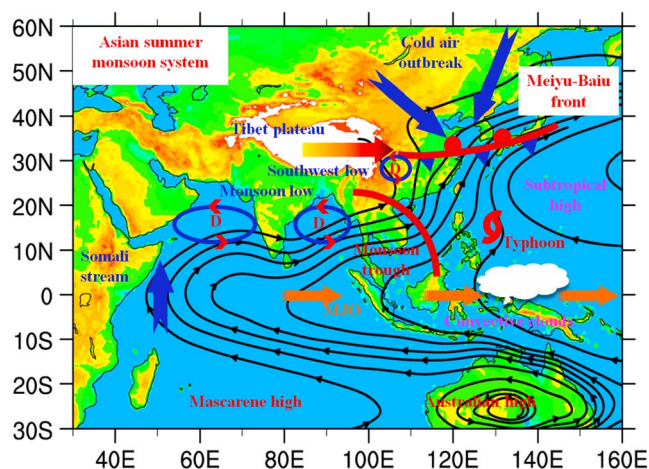 60N
Asian summer
monsoon system
Cold air
outbreak
50N
Meiyu-Baiu
front
40N
Tibet plateau
30N
Southwest low
D
Monsoon low
Subtropical
high
20N
D
D
Typhoon
10N
Somali
stream
Monsoon
trough
0
MJO
Convective clouds
10S
20S
Mascarene high
Australian high
30S
40E
60E
80E
100E
120E
140E
160E